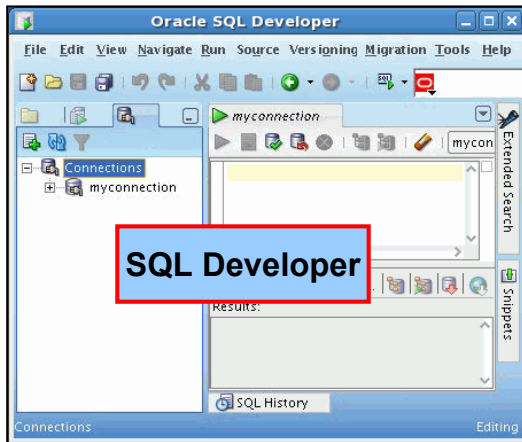 Oracle SQL Developer
File Edit View Navigate Run Source Versioning Migration Tools Help
myconnection
mycon
Connections
myconnection
Extended Search
SQL Developer
Snippets
Results:
SQL History
Connections
Editing